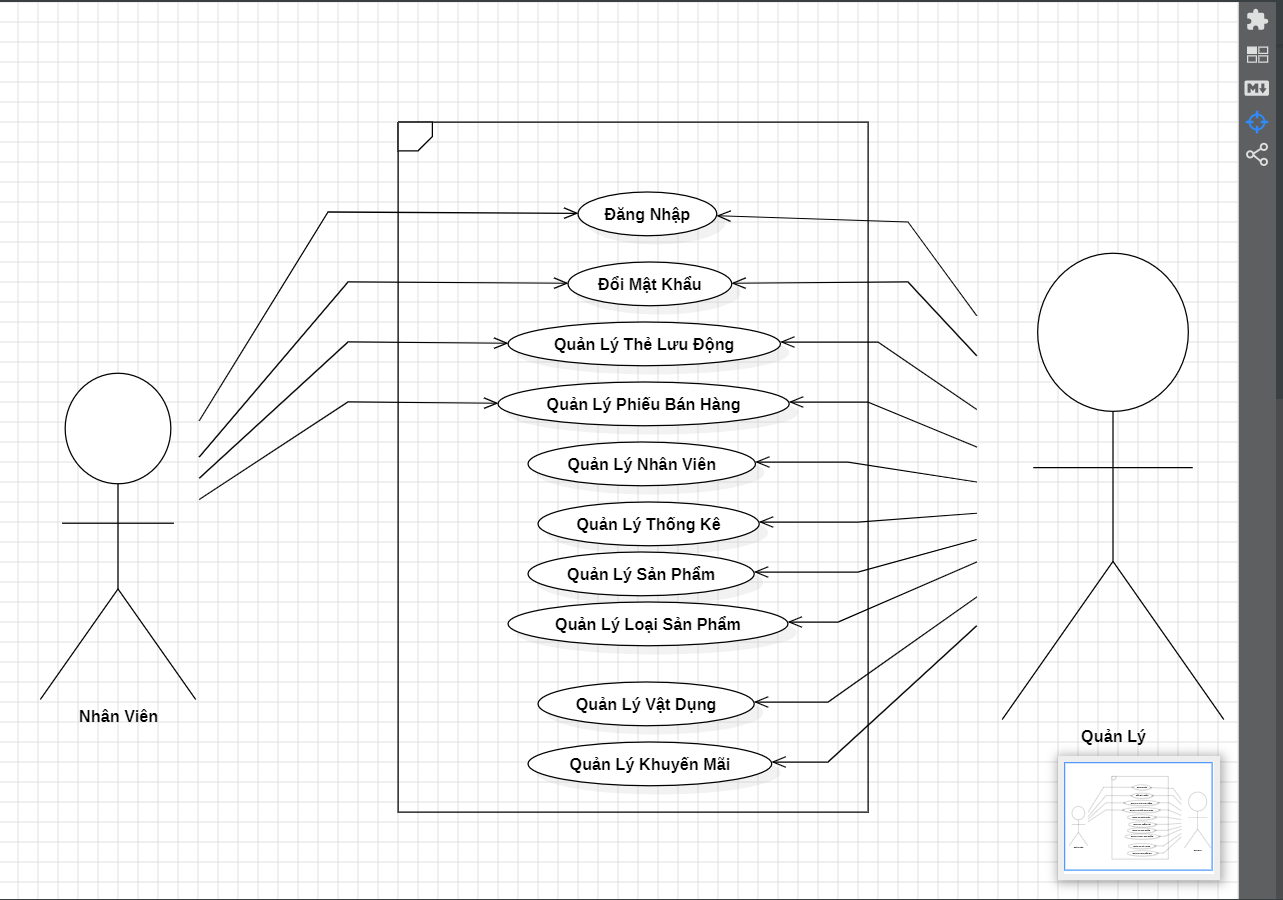 Đăng Nhập
Đổi Mật Khẩu
Quản Lý Thẻ Lưu Động
Quản Lý Phiếu Bán Hàng
Quản Lý Nhân Viên
Quản Lý Thống Kê
Quản Lý Sản Phẩm
Quản Lý Loại Sản Phẩm
Quản Lý Vật Dụng
Quản Lý Khuyến Mãi
Nhân Viên
Quản Lý
M